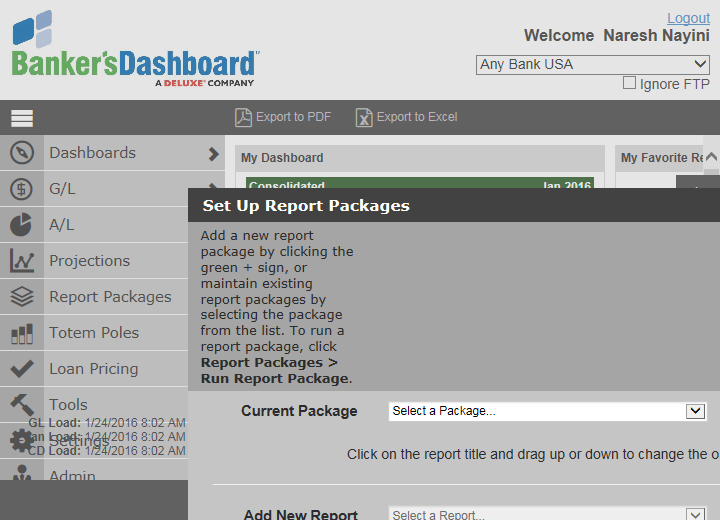 Logout
Banker'sDashboard
A DELUXE COMPANY
Welcome Naresh Nayini
Any Bank USA
Ignore FTP
Export to PDF
Export to Excel
Dashboards
G/L
A/L
Projections
Report Packages
Totem Poles
Loan Pricing
Tools
GL Load: 1/24/2016 8:02 AM
Settings
an Load: 1/24/2016 8:02 AM
CD Load: 1/24/2016 8:02 AM
Admin
My Dashboard
My Favorite Re
Consolidated
Jan 2016
Set Up Report Packages
Add a new report
package by clicking the
green + sign, or
maintain existing
report packages by
selecting the package
from the list. To run a
report package, click
Report Packages >
Run Report Package.
Current Package
Select a Package...
Click on the report title and drag up or down to change the o
Add New Report
Select a Report...